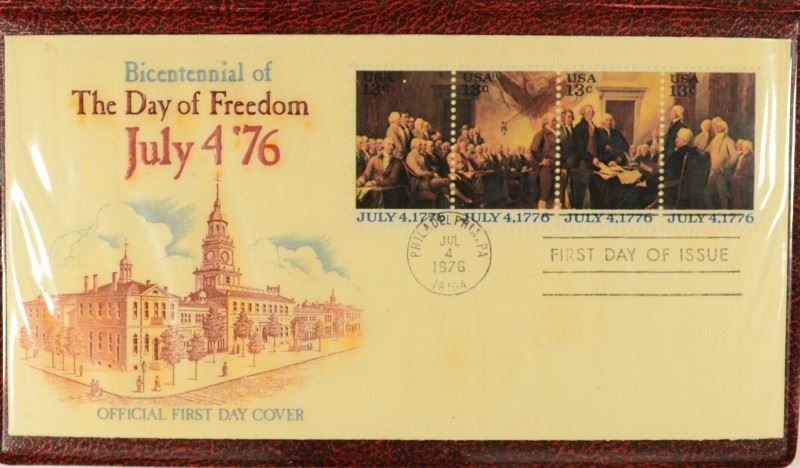 Bicentennial of
The Day of Freedom
July 4 '76
OFFICIAL FIRST DAY COVER
USA 13c
USA 13c
USA 13c
USA 13c
JULY 4,1776 JULY 4,1776 JULY 4,1776 JULY 4,1776
PHILADELPHIA, PA
JUL
4
1976
19104
FIRST DAY OF ISSUE